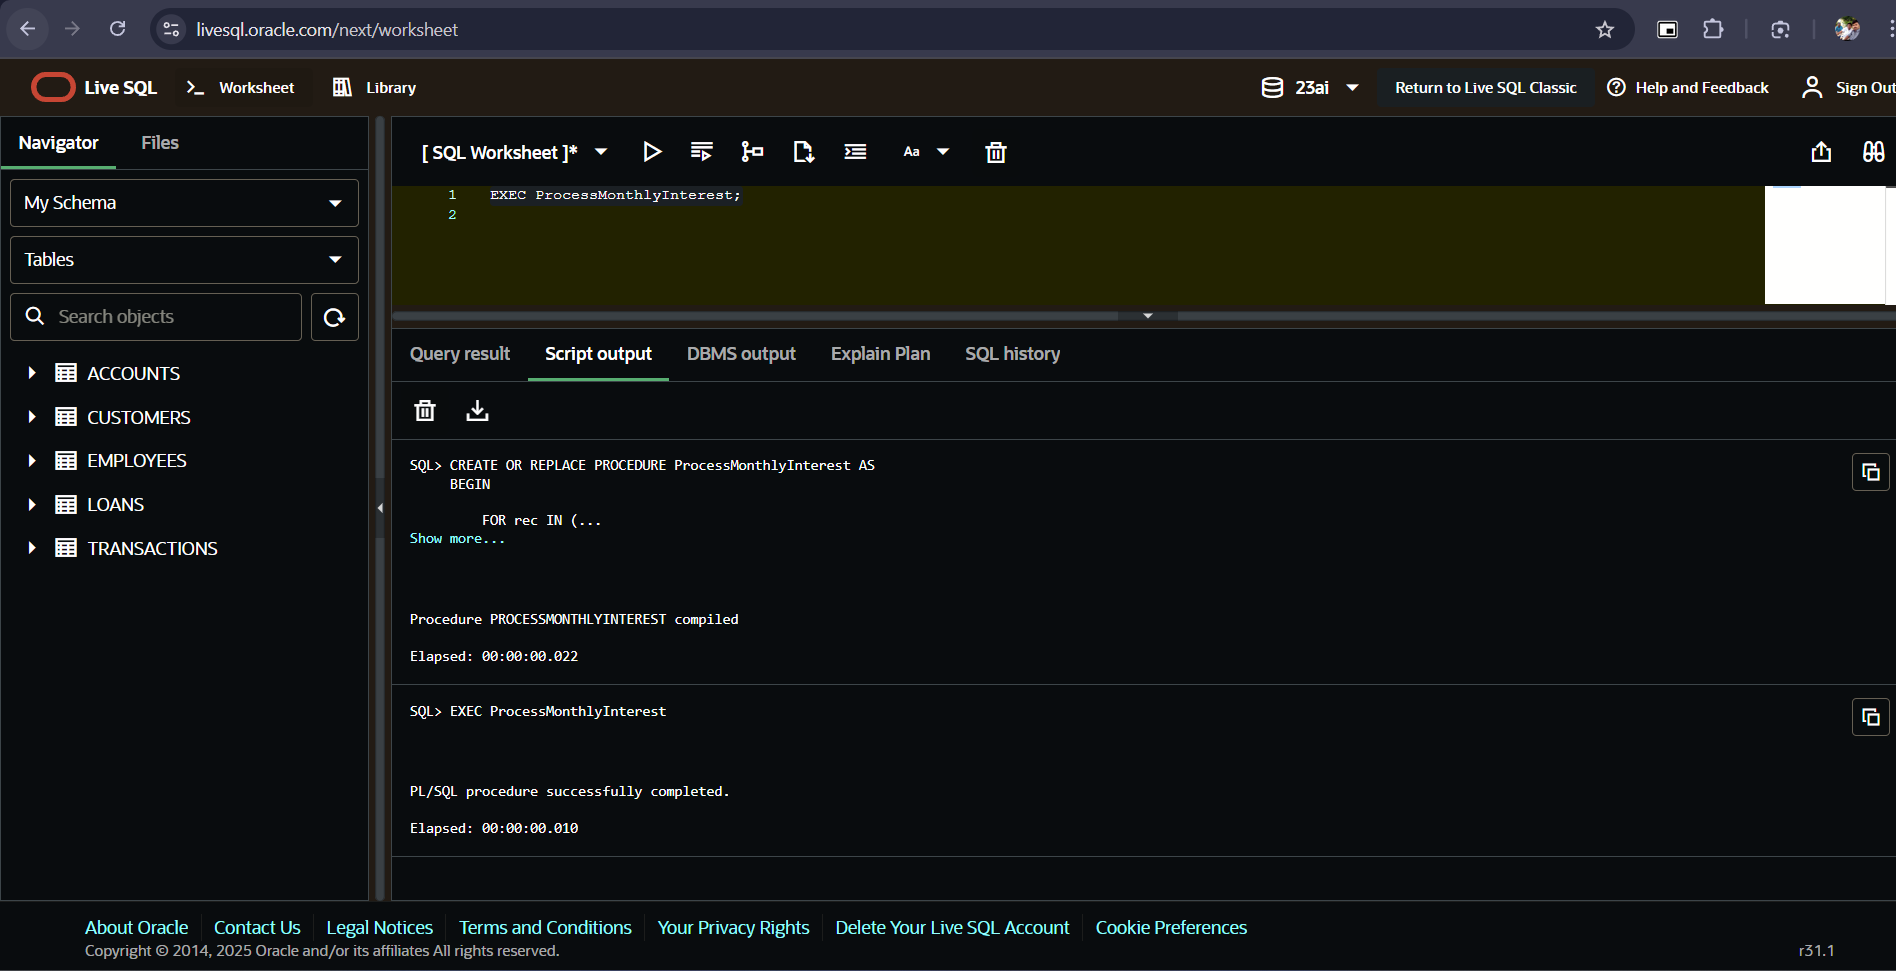 livesql.oracle.com/next/worksheet
Live SQL
Worksheet
Library
23ai
Return to Live SQL Classic
Help and Feedback
Sign Out
Navigator
Files
My Schema
Tables
Search objects
ACCOUNTS
CUSTOMERS
EMPLOYEES
LOANS
TRANSACTIONS
[ SQL Worksheet ]*
Aa
1 EXEC ProcessMonthlyInterest;
2
Query result
Script output
DBMS output
Explain Plan
SQL history
SQL> CREATE OR REPLACE PROCEDURE ProcessMonthlyInterest AS
BEGIN
FOR rec IN (...
Show more...
Procedure PROCESSMONTHLYINTEREST compiled
Elapsed: 00:00:00.022
SQL> EXEC ProcessMonthlyInterest
PL/SQL procedure successfully completed.
Elapsed: 00:00:00.010
About Oracle
Contact Us
Legal Notices
Terms and Conditions
Your Privacy Rights
Delete Your Live SQL Account
Cookie Preferences
Copyright © 2014, 2025 Oracle and/or its affiliates All rights reserved.
r31.1